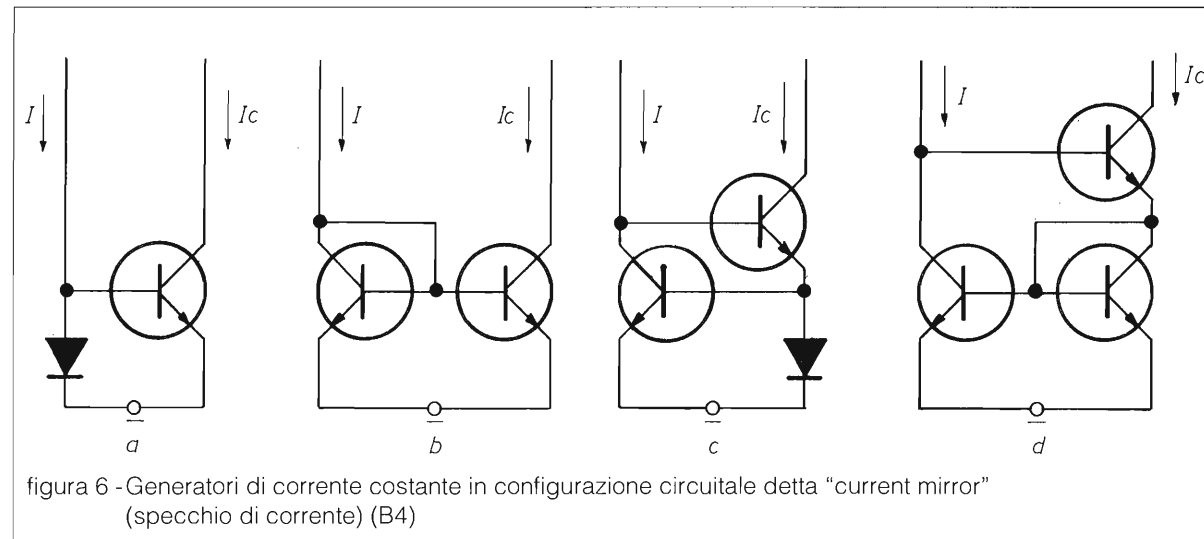 I Ic I Ic I Ic I Ic
a b c d
figura 6 - Generatori di corrente costante in configurazione circuitale detta "current mirror"
(specchio di corrente) (B4)